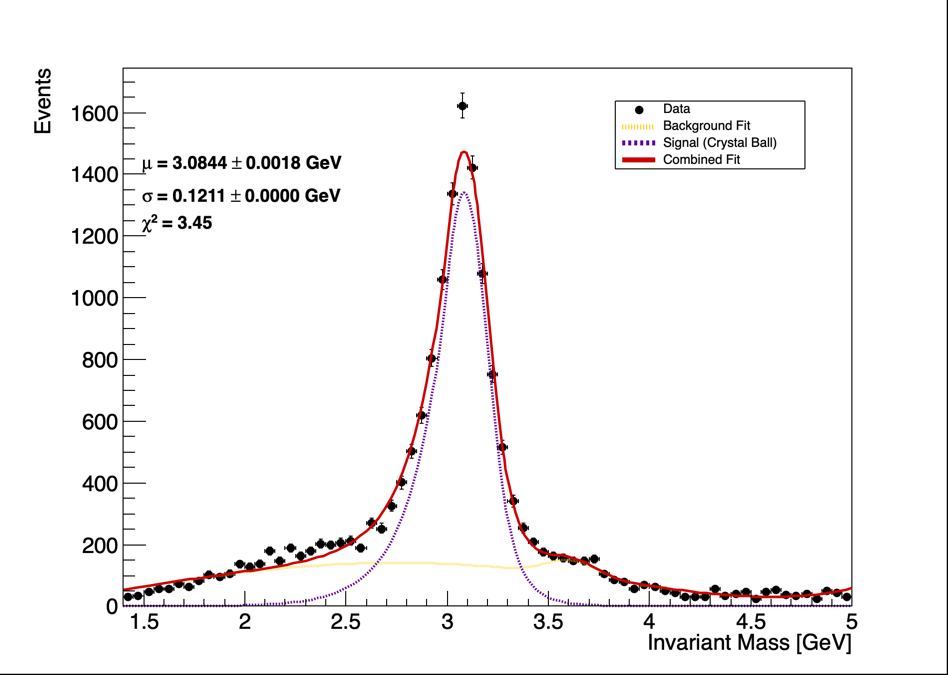 Events
1600
1400
1200
1000
800
600
400
200
0
μ = 3.0844 ± 0.0018 GeV
σ = 0.1211 ± 0.0000 GeV
χ² = 3.45
Data
Background Fit
Signal (Crystal Ball)
Combined Fit
1.5 2 2.5 3 3.5 4 4.5 5
Invariant Mass [GeV]